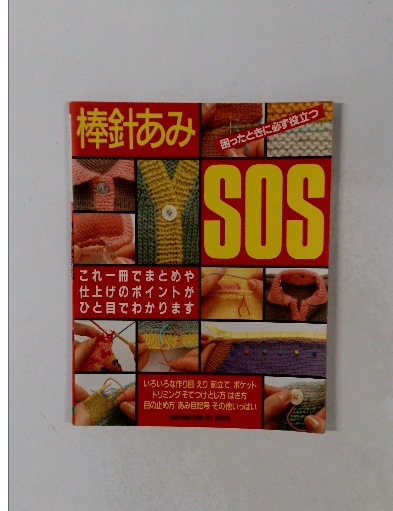 棒針あみ
困ったときに必ず役立つ
SOS
これ一冊でまとめや
仕上げのポイントが
ひと目でわかります
いろいろな作り目 えり 前立て ポケット
トリミング そでつけ とじ方 はぎ方
目の止め方 あみ目記号 その他いっぱい